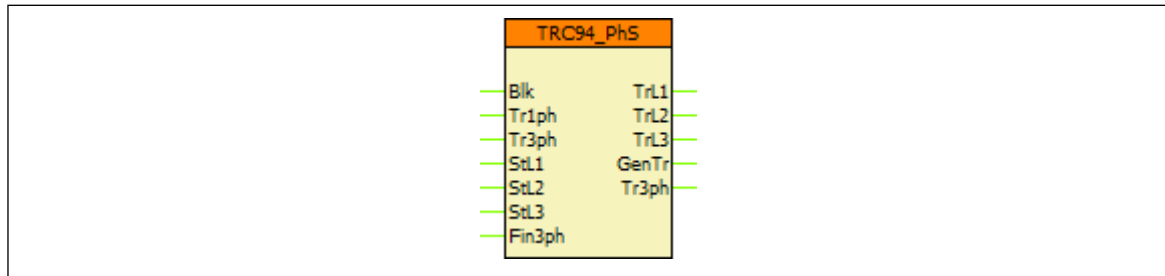 TRC94_PhS
Blk TrL1
Tr1ph TrL2
Tr3ph TrL3
StL1 GenTr
StL2 Tr3ph
StL3
Fin3ph